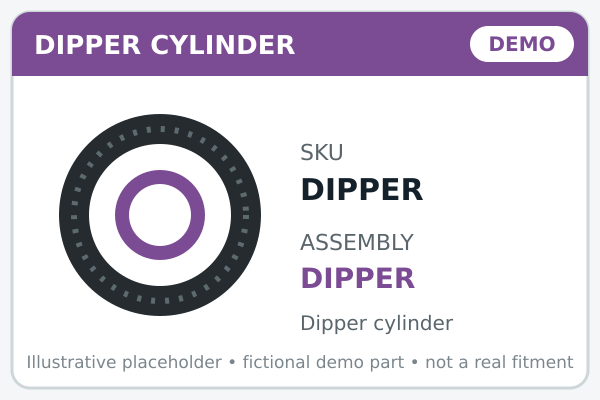 DIPPER CYLINDER
DEMO
SKU
DIPPER
ASSEMBLY
DIPPER
Dipper cylinder
Illustrative placeholder • fictional demo part • not a real fitment